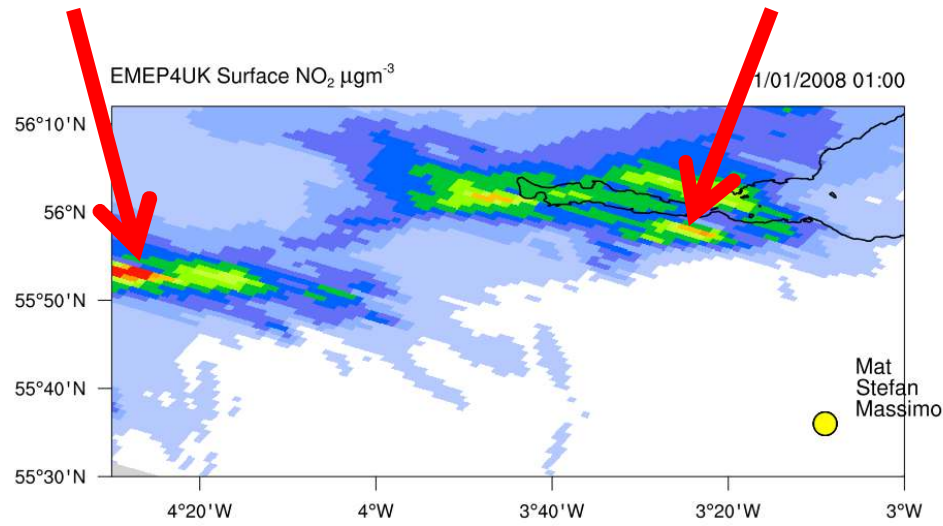 EMEP4UK Surface NO₂ μgm⁻³
1/01/2008 01:00
56°10'N
56°N
55°50'N
55°40'N
55°30'N
Mat
Stefan
Massimo
4°20'W
4°W
3°40'W
3°20'W
3°W